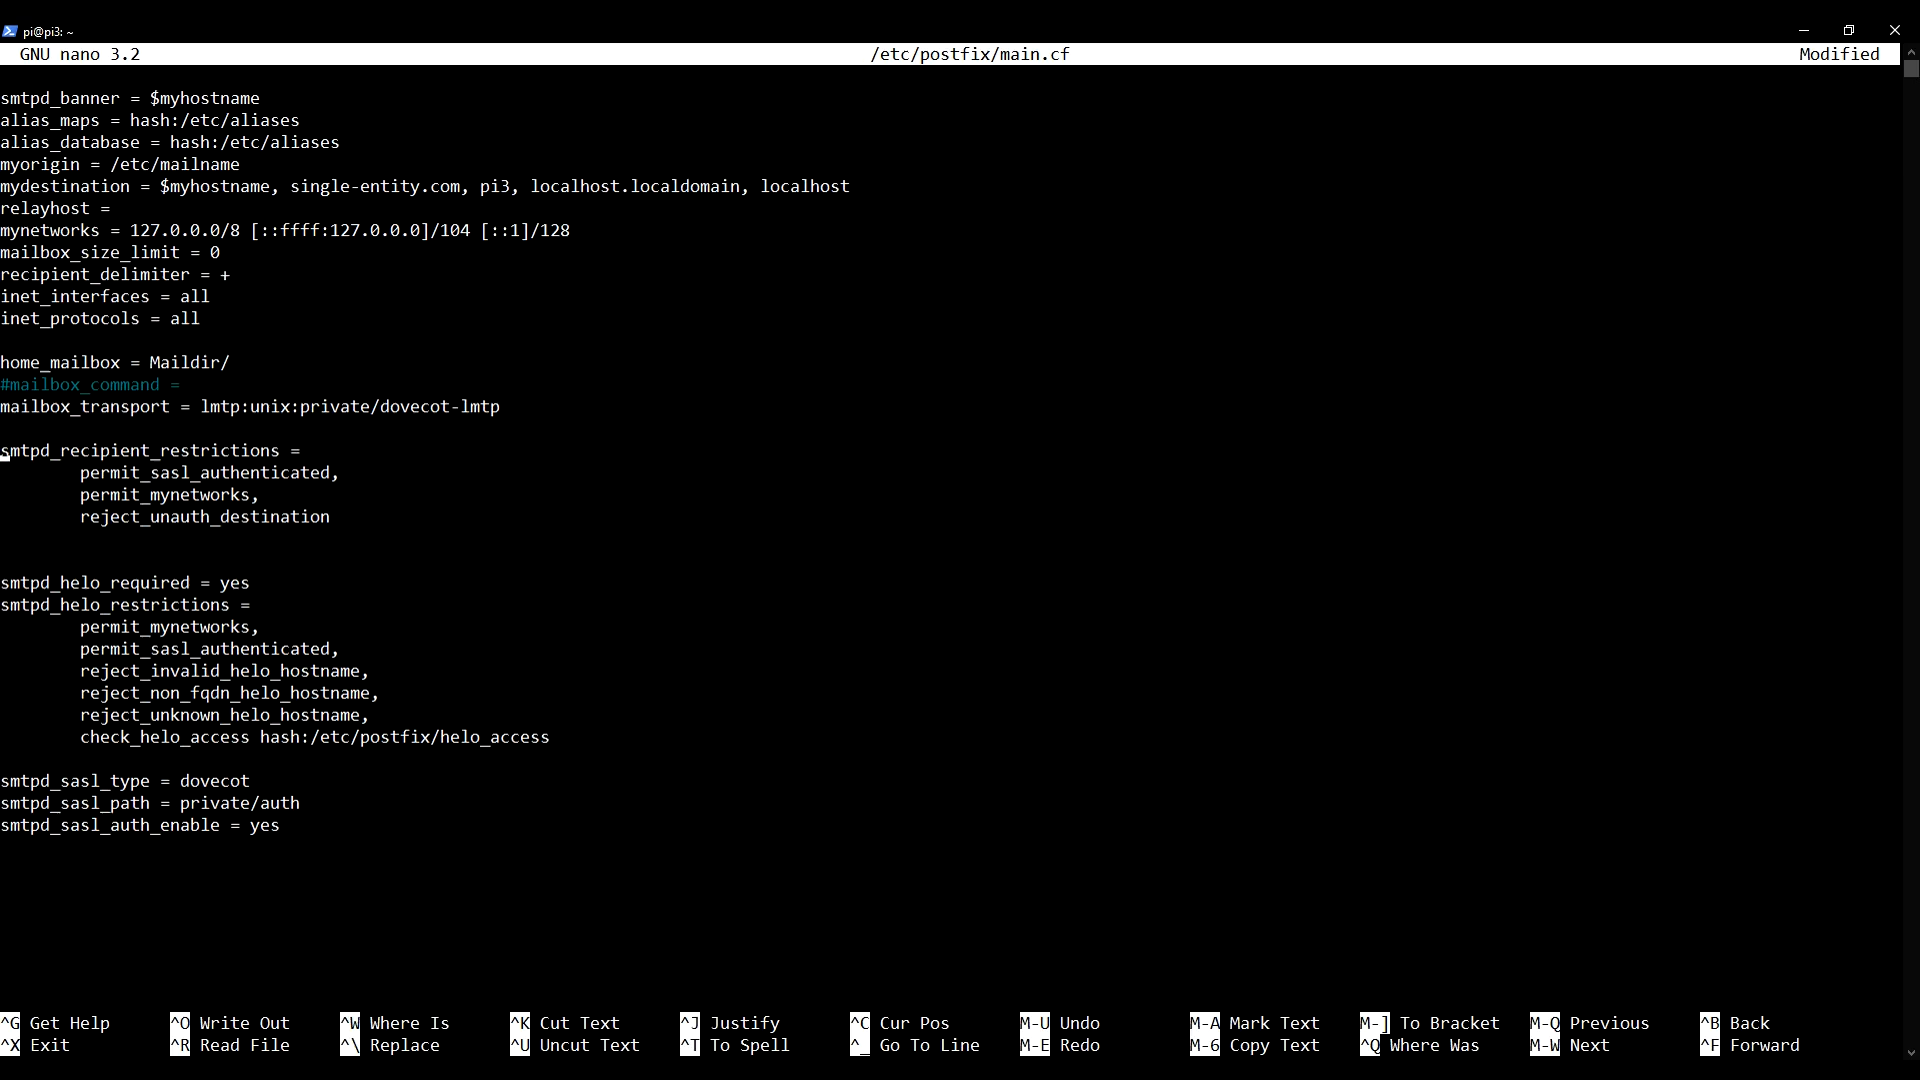 pi@pi3: ~
GNU nano 3.2 /etc/postfix/main.cf Modified
smtpd_banner = $myhostname
alias_maps = hash:/etc/aliases
alias_database = hash:/etc/aliases
myorigin = /etc/mailname
mydestination = $myhostname, single-entity.com, pi3, localhost.localdomain, localhost
relayhost =
mynetworks = 127.0.0.0/8 [::ffff:127.0.0.0]/104 [::1]/128
mailbox_size_limit = 0
recipient_delimiter = +
inet_interfaces = all
inet_protocols = all
home_mailbox = Maildir/
#mailbox_command =
mailbox_transport = lmtp:unix:private/dovecot-lmtp
smtpd_recipient_restrictions =
permit_sasl_authenticated,
permit_mynetworks,
reject_unauth_destination
smtpd_helo_required = yes
smtpd_helo_restrictions =
permit_mynetworks,
permit_sasl_authenticated,
reject_invalid_helo_hostname,
reject_non_fqdn_helo_hostname,
reject_unknown_helo_hostname,
check_helo_access hash:/etc/postfix/helo_access
smtpd_sasl_type = dovecot
smtpd_sasl_path = private/auth
smtpd_sasl_auth_enable = yes
^G Get Help ^O Write Out ^W Where Is ^K Cut Text ^J Justify ^C Cur Pos M-U Undo M-A Mark Text M-] To Bracket M-Q Previous ^B Back
^X Exit ^R Read File ^\ Replace ^U Uncut Text ^T To Spell ^_ Go To Line M-E Redo M-6 Copy Text ^Q Where Was M-W Next ^F Forward